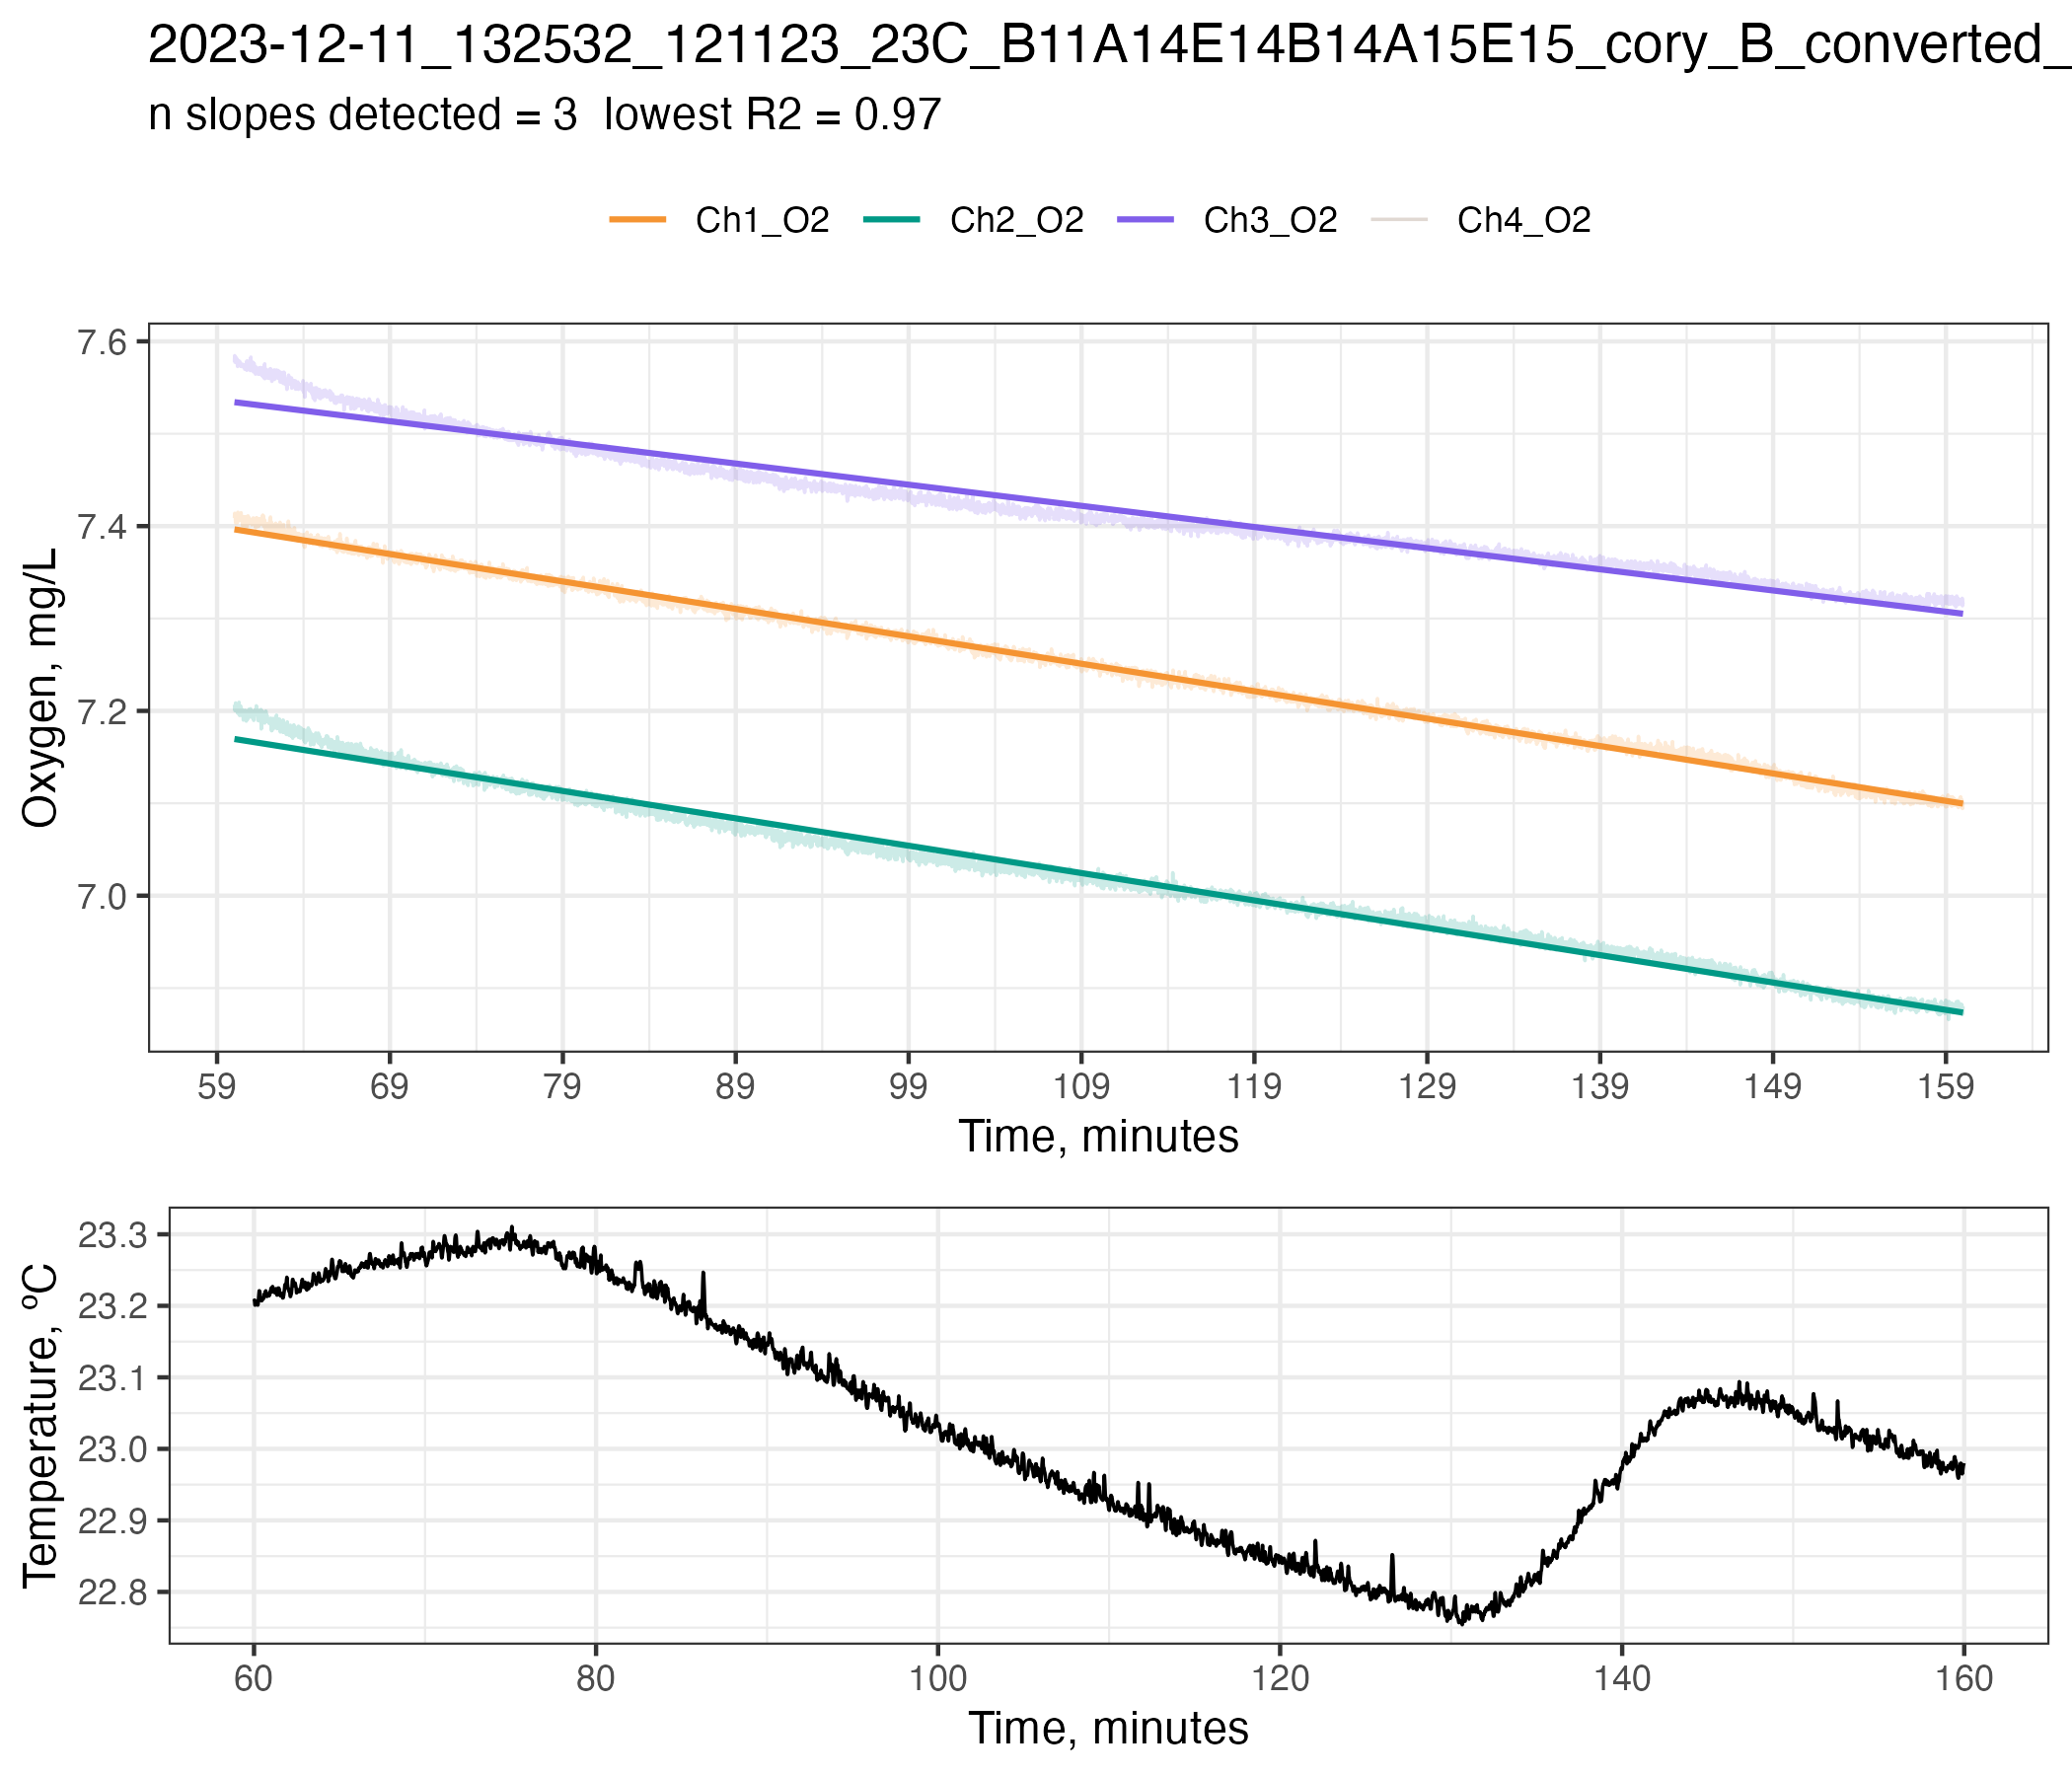 2023-12-11_132532_121123_23C_B11A14E14B14A15E15_cory_B_converted_
n slopes detected = 3  lowest R2 = 0.97
Ch1_O2 Ch2_O2 Ch3_O2 Ch4_O2
7.6
7.4
7.2
7.0
Oxygen, mg/L
59 69 79 89 99 109 119 129 139 149 159
Time, minutes
23.3
23.2
23.1
23.0
22.9
22.8
Temperature, ºC
60 80 100 120 140 160
Time, minutes